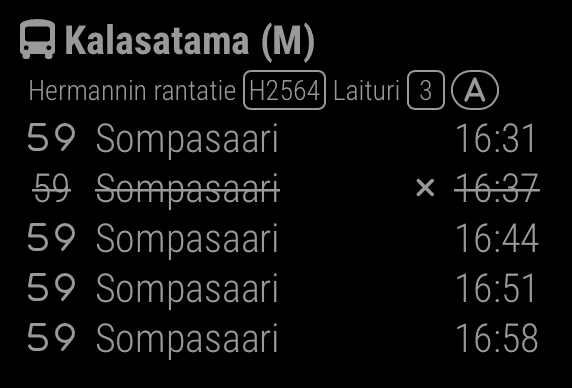 Kalasatama (M)
Hermannin rantatie H2564 Laituri 3 A
59 Sompasaari 16:31
59 Sompasaari × 16:37
59 Sompasaari 16:44
59 Sompasaari 16:51
59 Sompasaari 16:58